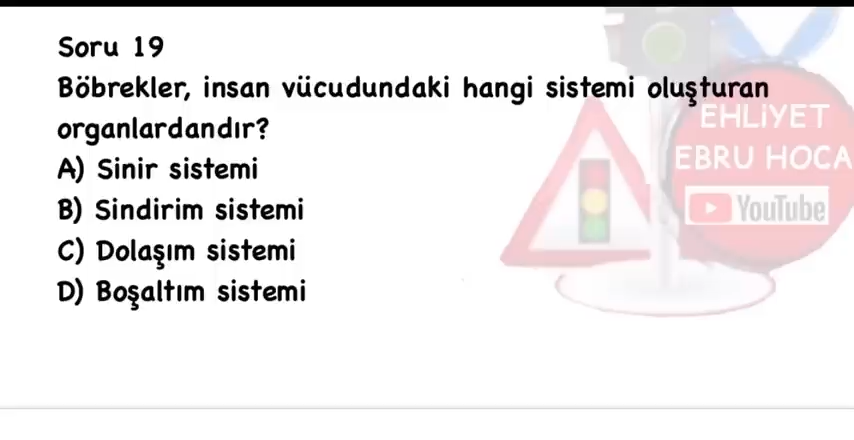 Soru 19
Böbrekler, insan vücudundaki hangi sistemi oluşturan
organlardandır?
A) Sinir sistemi
B) Sindirim sistemi
C) Dolaşım sistemi
D) Boşaltım sistemi
EHLİYET
EBRU HOCA
YouTube